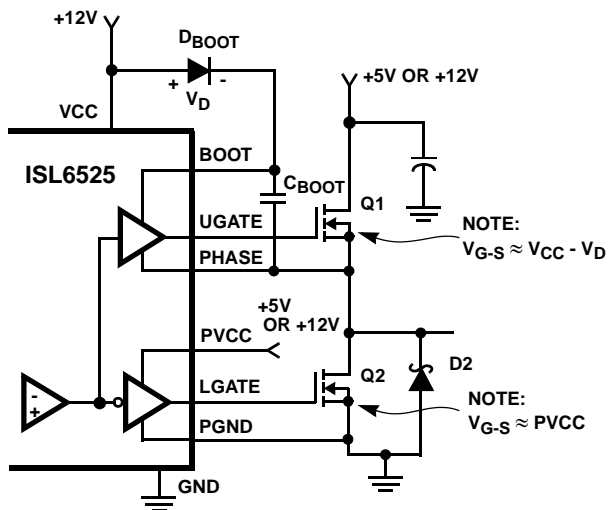 +12V
DBOOT
+ -
VD
VCC
+5V OR +12V
BOOT
ISL6525
CBOOT
Q1
UGATE
NOTE:
VG-S ≈ VCC - VD
PHASE
+5V
OR +12V
PVCC
Q2
D2
LGATE
- +
NOTE:
VG-S ≈ PVCC
PGND
GND